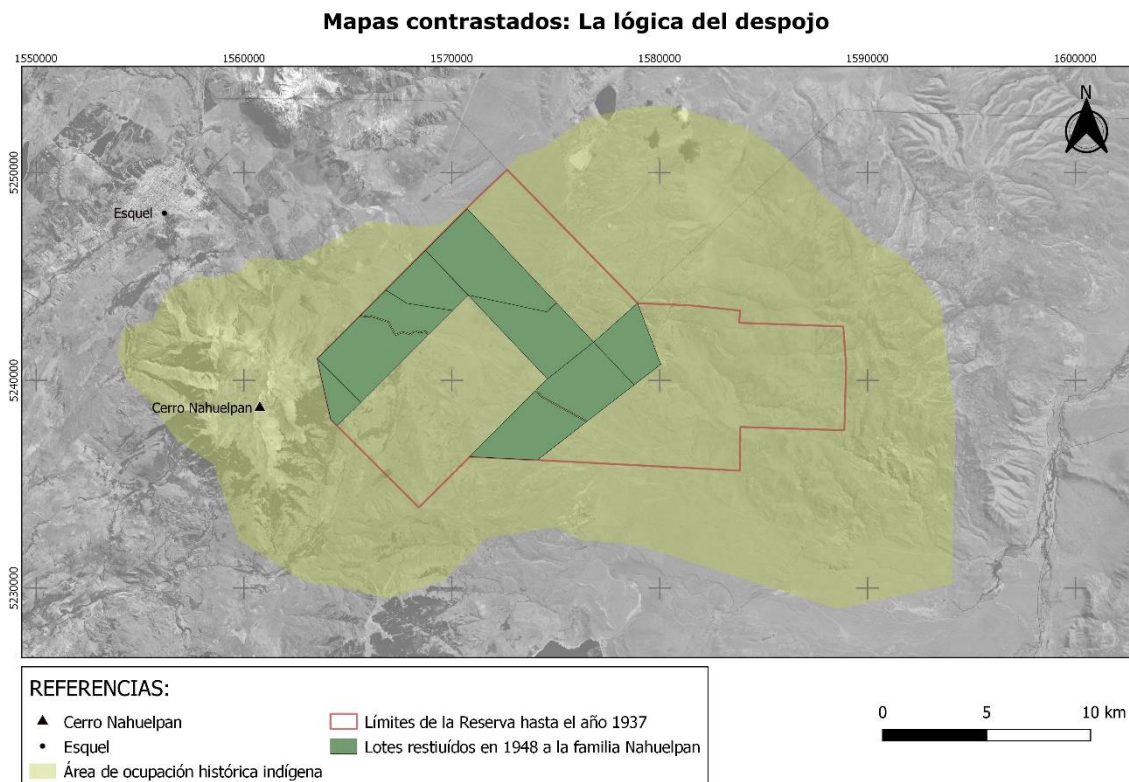 Mapas contrastados: La lógica del despojo
1550000
1560000
1570000
1580000
1590000
1600000
N
5250000
Esquel
5240000
Cerro Nahuelpan
5230000
REFERENCIAS:
Cerro Nahuelpan
Esquel
Área de ocupación histórica indígena
Límites de la Reserva hasta el año 1937
Lotes restiuídos en 1948 a la familia Nahuelpan
0 5 10 km